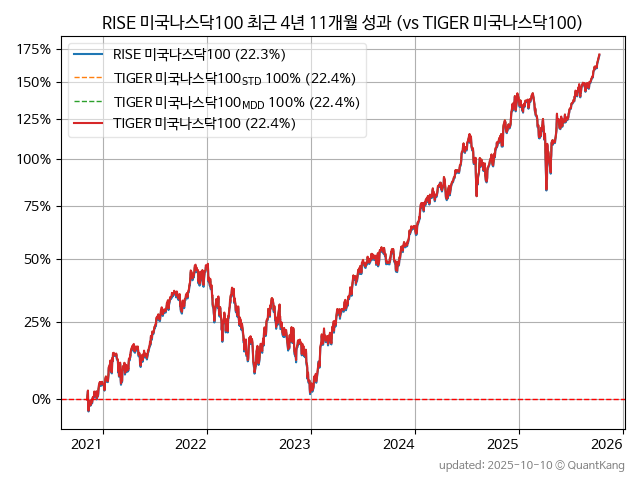 RISE 미국나스닥100 최근 4년 11개월 성과 (vs TIGER 미국나스닥100)
175%
150%
125%
100%
75%
50%
25%
0%
RISE 미국나스닥100 (22.3%)
TIGER 미국나스닥100STD 100% (22.4%)
TIGER 미국나스닥100MDD 100% (22.4%)
TIGER 미국나스닥100 (22.4%)
2021 2022 2023 2024 2025 2026
updated: 2025-10-10 © QuantKang